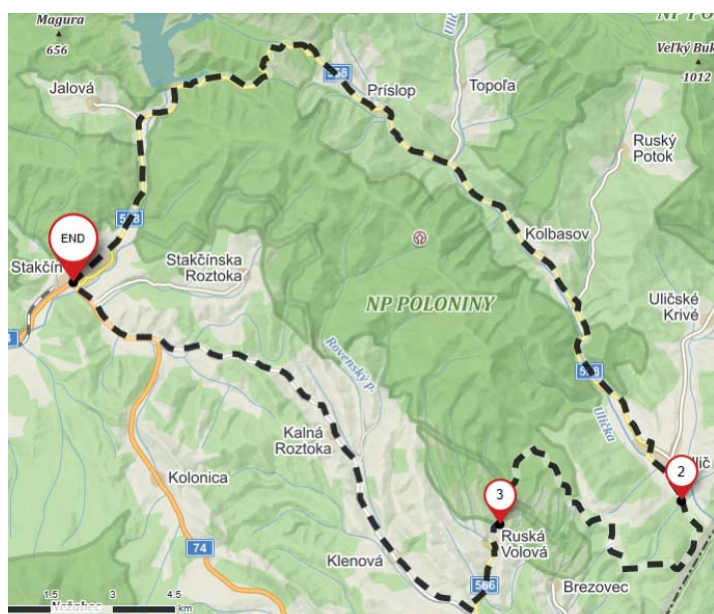 Magura
656
NP PO
Veľký Buk
1012
Jalová
558
Príslop
Topoľa
Ruský
Potok
558
END
Stakčín
Stakčínska
Roztoka
Kolbasov
NP POLONINY
Uličské
Krivé
Rovenský p.
558
Ulička
Kalná
Roztoka
2
lič
Kolonica
3
Ruská
Volová
74
Klenová
566
Brezovec
1.5
3
4.5
km